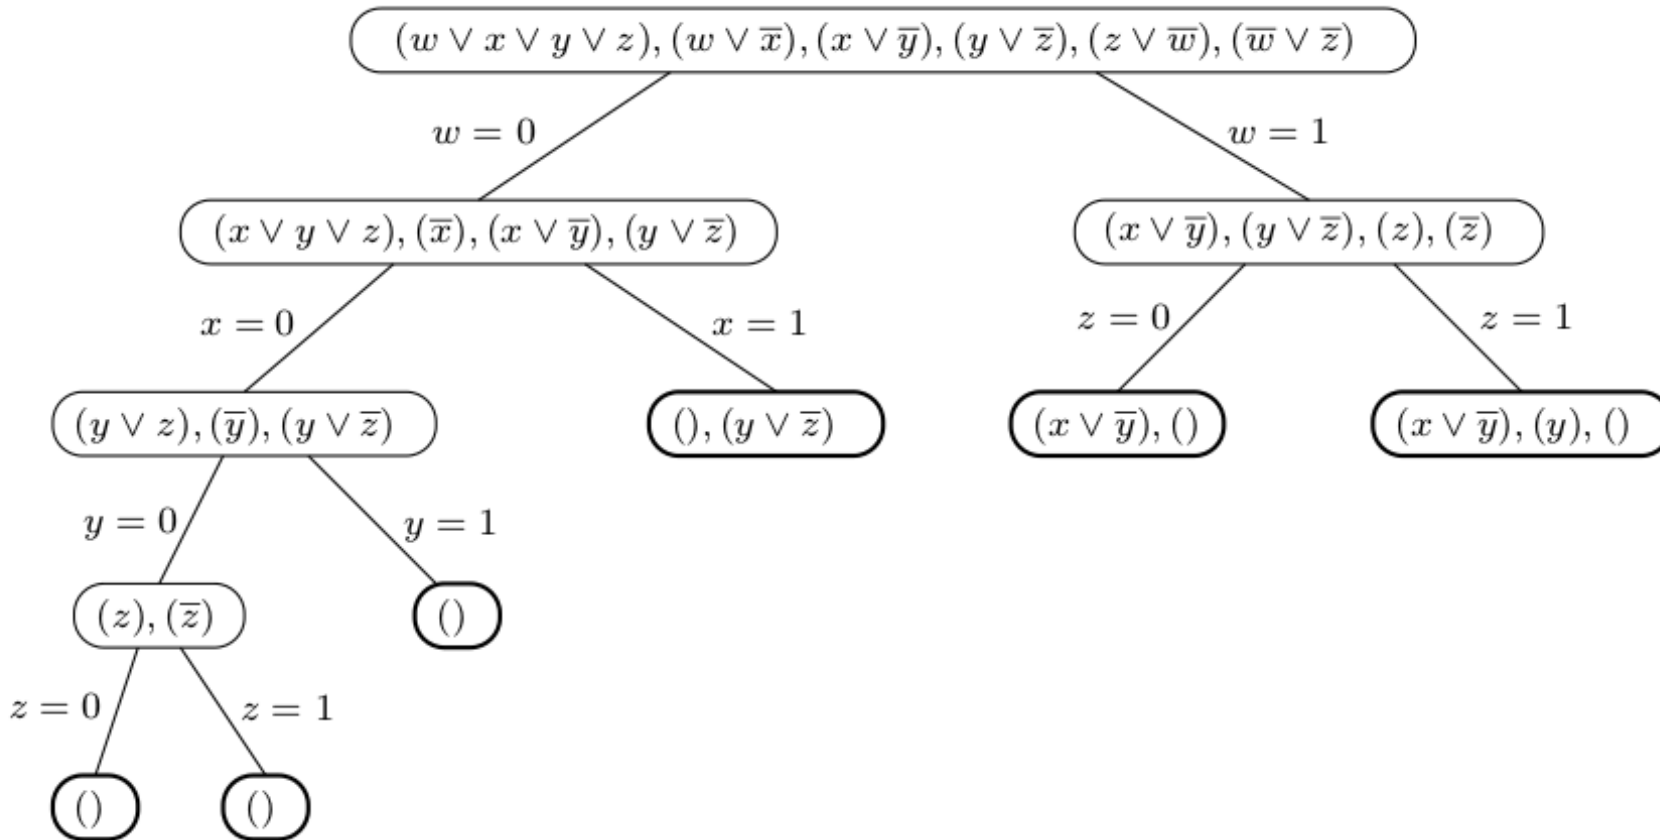 (w ∨ x ∨ y ∨ z), (w ∨ x̅), (x ∨ y̅), (y ∨ z̅), (z ∨ w̅), (w̅ ∨ z̅)
w = 0
w = 1
(x ∨ y ∨ z), (x̅), (x ∨ y̅), (y ∨ z̅)
(x ∨ y̅), (y ∨ z̅), (z), (z̅)
x = 0
x = 1
z = 0
z = 1
(y ∨ z), (y̅), (y ∨ z̅)
(), (y ∨ z̅)
(x ∨ y̅), ()
(x ∨ y̅), (y), ()
y = 0
y = 1
(z), (z̅)
()
z = 0
z = 1
()
()